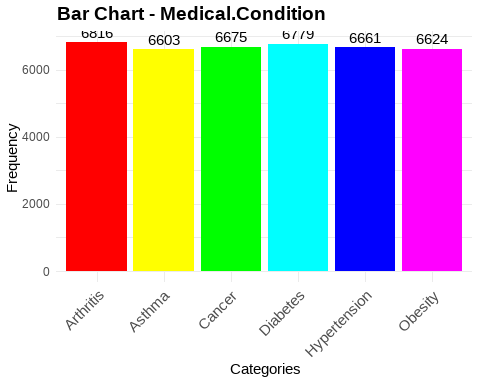 Bar Chart - Medical.Condition
6816
6603
6675
6779
6661
6624
Frequency
6000
4000
2000
0
Arthritis
Asthma
Cancer
Diabetes
Hypertension
Obesity
Categories